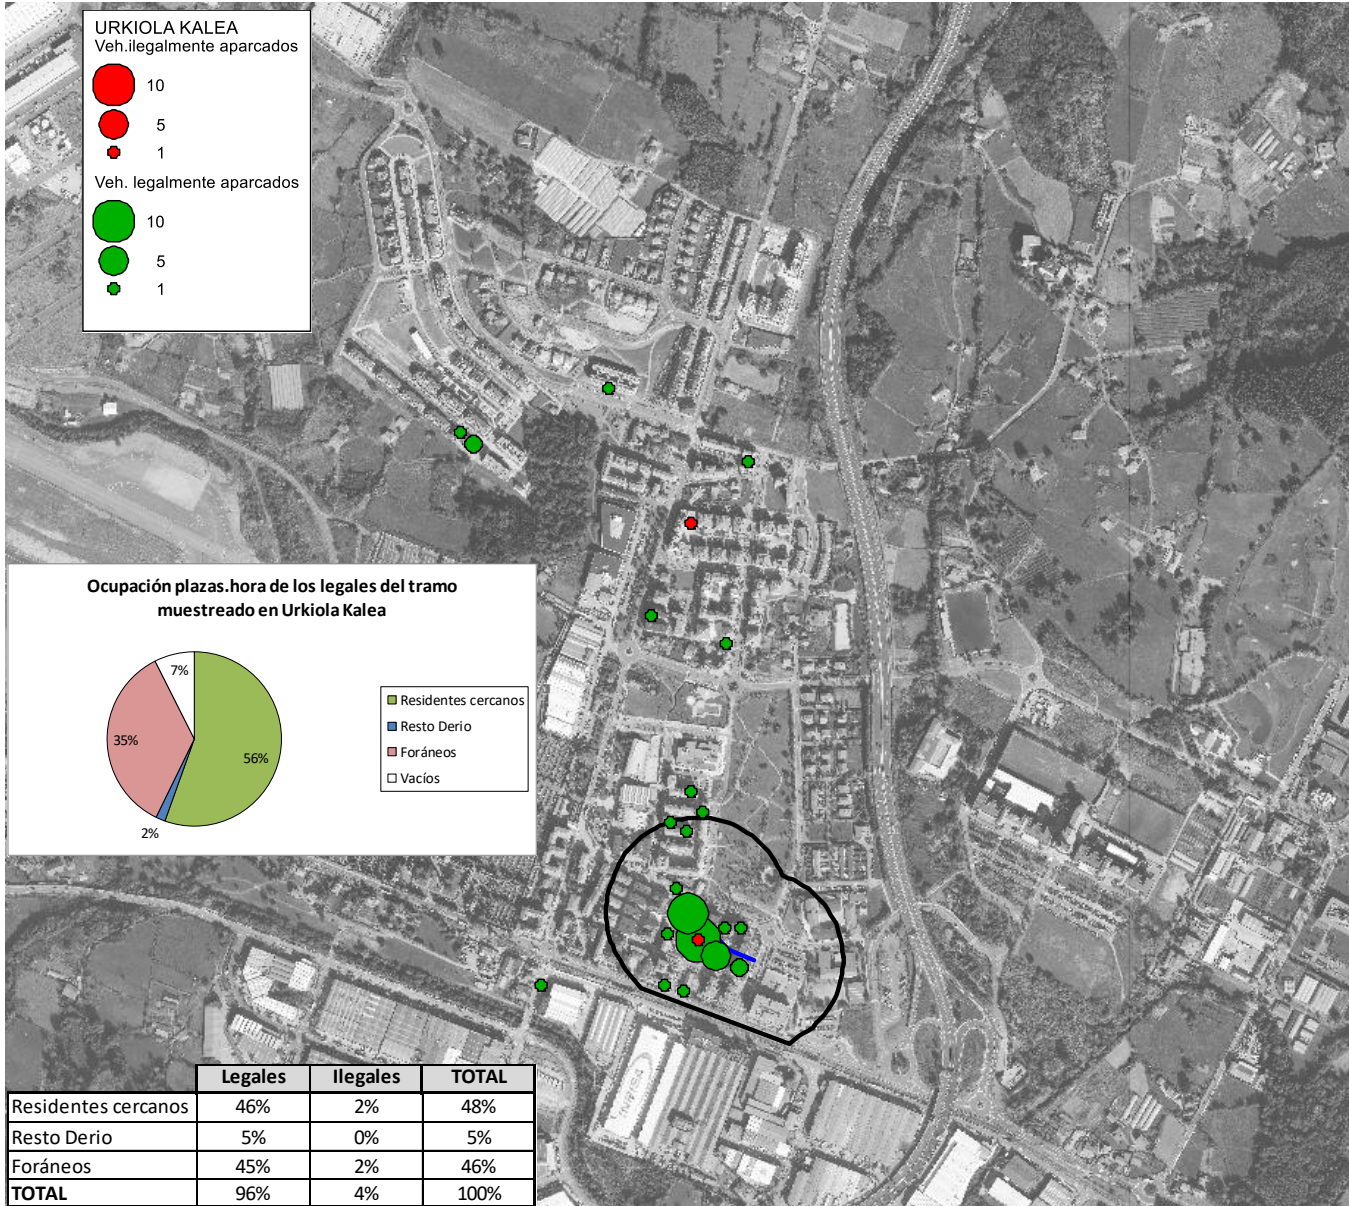 URKIOLA KALEA
Veh.ilegalmente aparcados
10
5
1
Veh. legalmente aparcados
10
5
1
Ocupación plazas.hora de los legales del tramo
muestreado en Urkiola Kalea
7%
35%
56%
2%
Residentes cercanos
Resto Derio
Foráneos
Vacíos
Legales Ilegales TOTAL
Residentes cercanos 46% 2% 48%
Resto Derio 5% 0% 5%
Foráneos 45% 2% 46%
TOTAL 96% 4% 100%